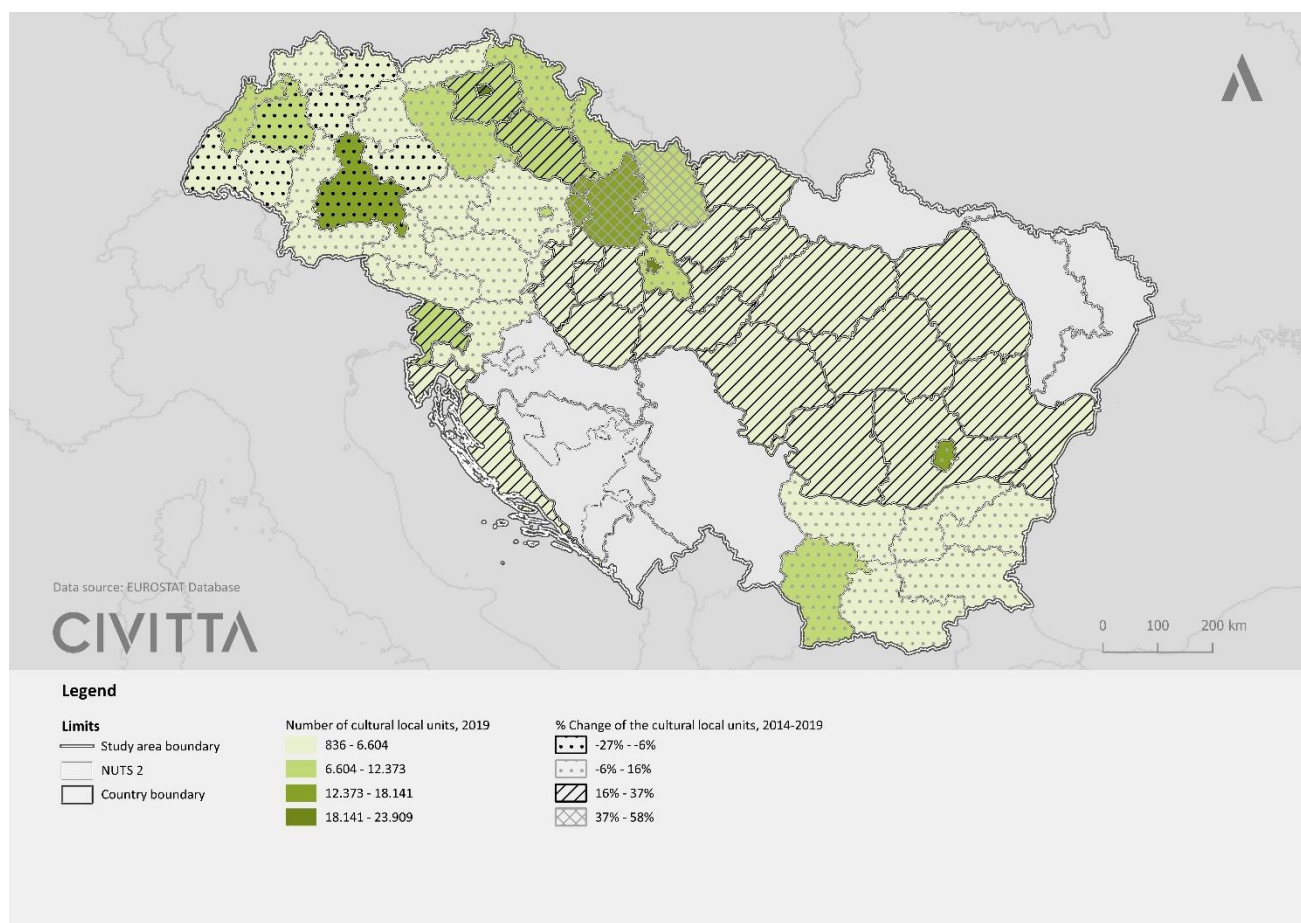 Data source: EUROSTAT Database
CIVITTA
0 100 200 km
Legend
Limits
Study area boundary
NUTS 2
Country boundary
Number of cultural local units, 2019
836 - 6.604
6.604 - 12.373
12.373 - 18.141
18.141 - 23.909
% Change of the cultural local units, 2014-2019
-27% - -6%
-6% - 16%
16% - 37%
37% - 58%